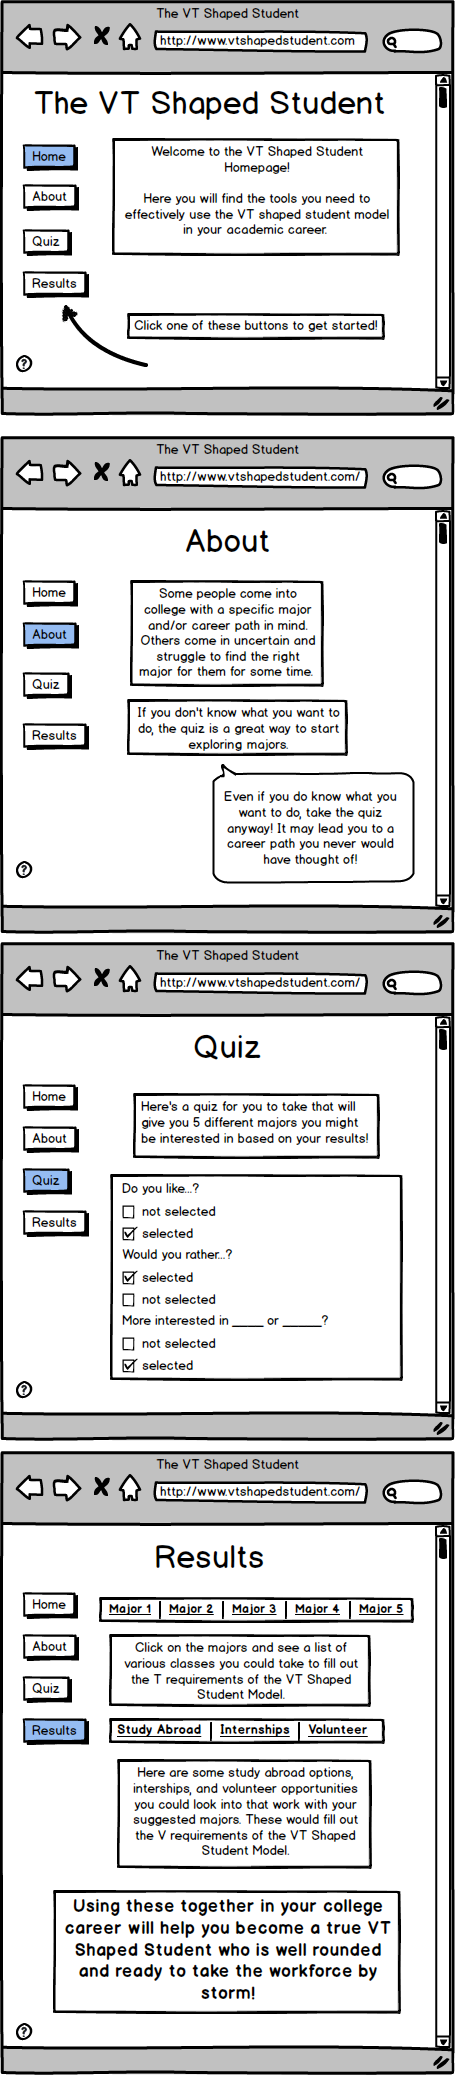 The VT Shaped Student
http://www.vtshapedstudent.com
The VT Shaped Student
Home
About
Quiz
Results
Welcome to the VT Shaped Student
Homepage!
Here you will find the tools you need to
effectively use the VT shaped student model
in your academic career.
Click one of these buttons to get started!
?
The VT Shaped Student
http://www.vtshapedstudent.com/
About
Home
About
Quiz
Results
Some people come into
college with a specific major
and/or career path in mind.
Others come in uncertain and
struggle to find the right
major for them for some time.
If you don't know what you want to
do, the quiz is a great way to start
exploring majors.
Even if you do know what you
want to do, take the quiz
anyway! It may lead you to a
career path you never would
have thought of!
?
The VT Shaped Student
http://www.vtshapedstudent.com/
Quiz
Home
About
Quiz
Results
Here's a quiz for you to take that will
give you 5 different majors you might
be interested in based on your results!
Do you like...?
not selected
selected
Would you rather...?
selected
not selected
More interested in _____ or ______?
not selected
selected
?
The VT Shaped Student
http://www.vtshapedstudent.com/
Results
Home
About
Quiz
Results
Major 1 | Major 2 | Major 3 | Major 4 | Major 5
Click on the majors and see a list of
various classes you could take to fill out
the T requirements of the VT Shaped
Student Model.
Study Abroad | Internships | Volunteer
Here are some study abroad options,
interships, and volunteer opportunities
you could look into that work with your
suggested majors. These would fill out
the V requirements of the VT Shaped
Student Model.
Using these together in your college
career will help you become a true VT
Shaped Student who is well rounded
and ready to take the workforce by
storm!
?